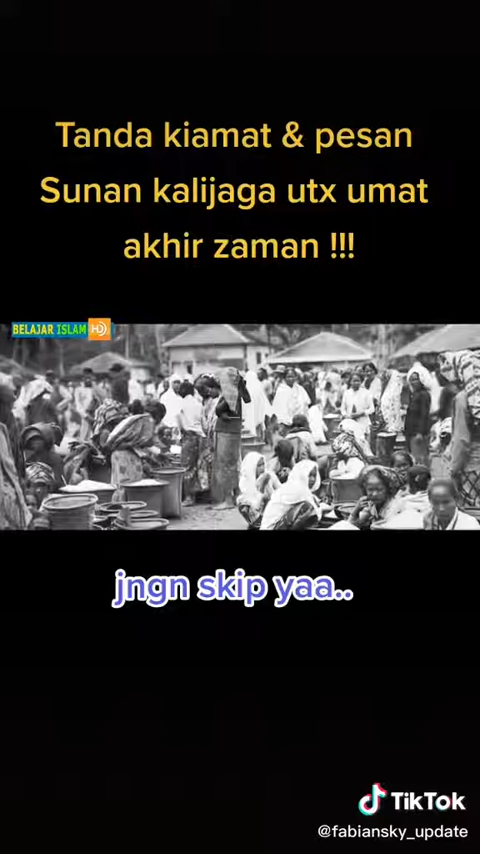 Tanda kiamat & pesan
Sunan kalijaga utx umat
akhir zaman !!!
BELAJAR ISLAM HD
jngn skip yaa..
TikTok
@fabiansky_update